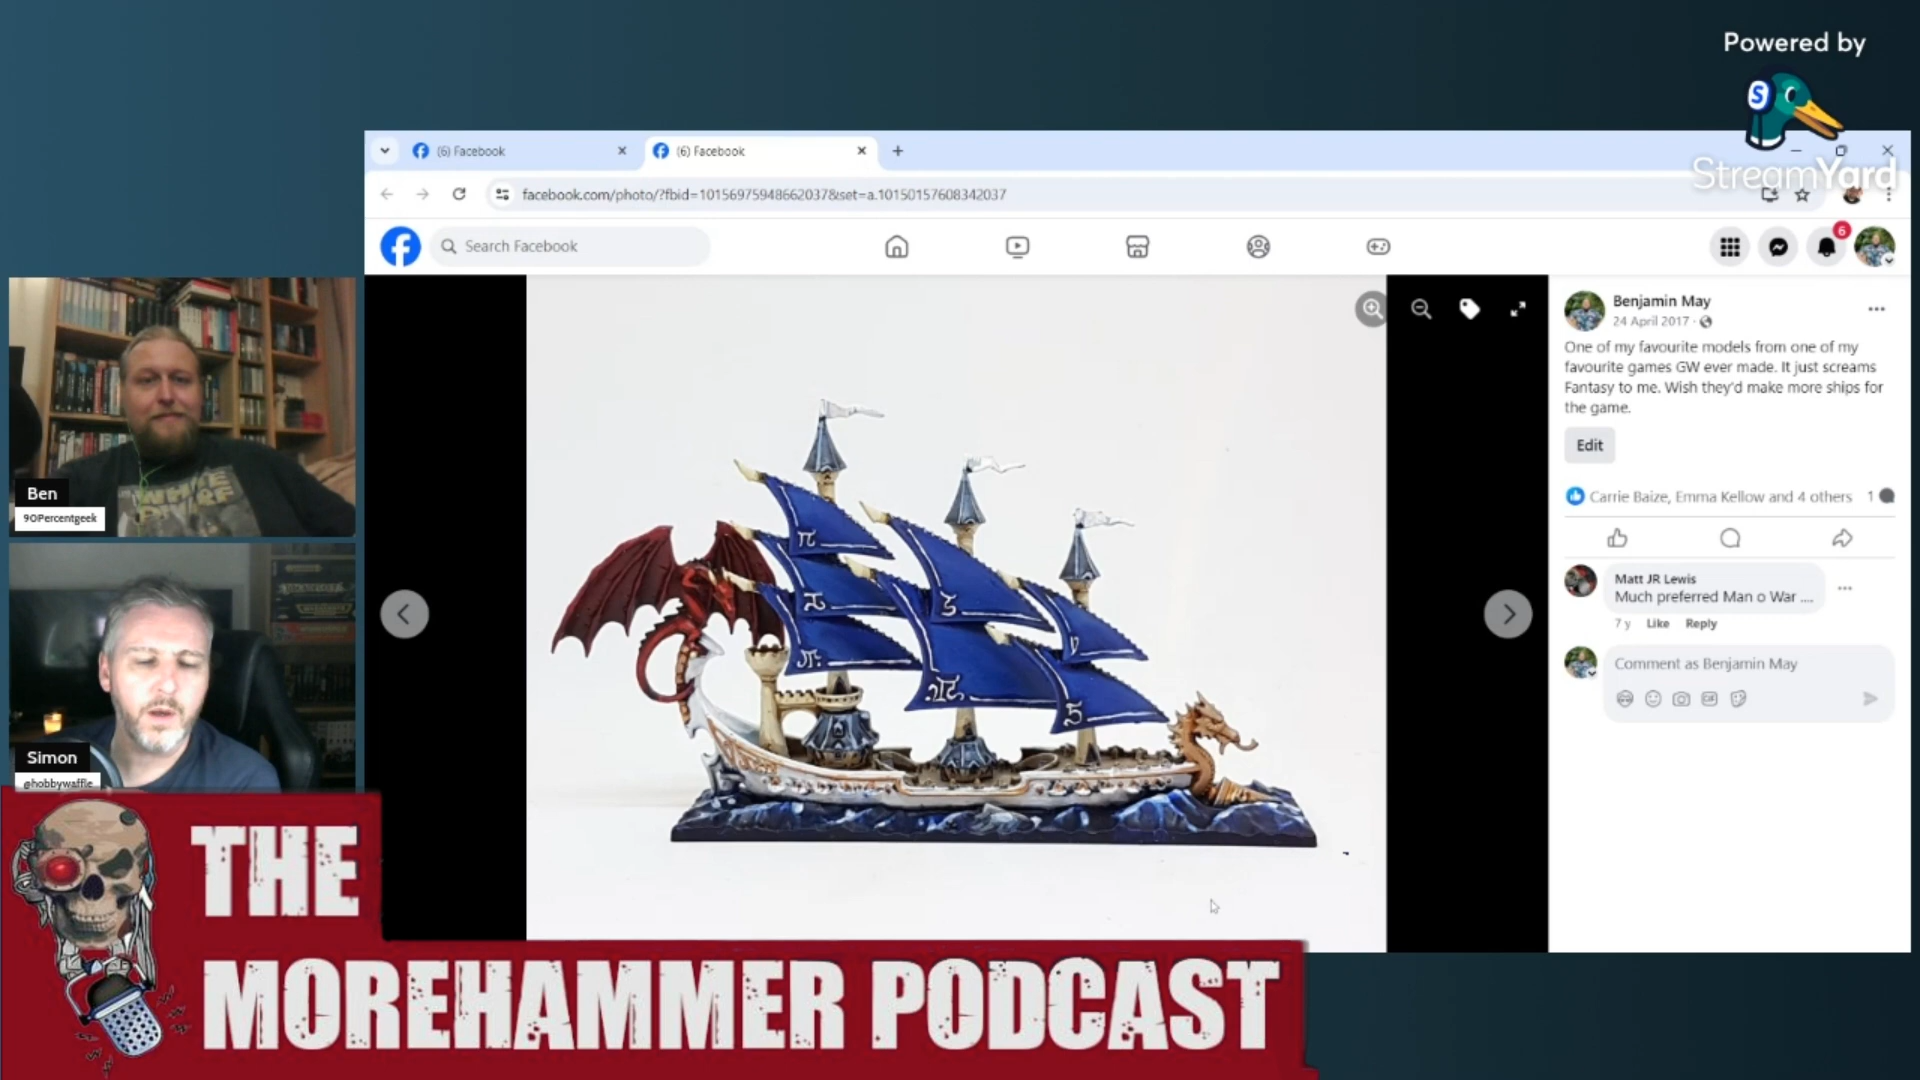 Powered by
StreamYard
(6) Facebook
(6) Facebook
facebook.com/photo/?fbid=10156975948662037&set=a.10150157608342037
Search Facebook
6
Benjamin May
24 April 2017
One of my favourite models from one of my
favourite games GW ever made. It just screams
Fantasy to me. Wish they'd make more ships for
the game.
Edit
Carrie Baize, Emma Kellow and 4 others
1
Matt JR Lewis
Much preferred Man o War ....
7 y Like Reply
Comment as Benjamin May
GIF
WHITE
DWARF
Ben
90Percentgeek
Simon
@hobbywaffle
THE
MOREHAMMER PODCAST